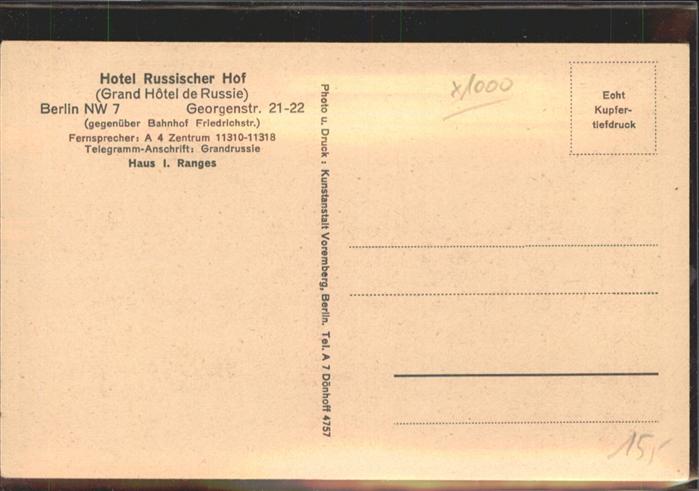 Hotel Russischer Hof
(Grand Hôtel de Russie)
Berlin NW 7 Georgenstr. 21-22
(gegenüber Bahnhof Friedrichstr.)
Fernsprecher: A 4 Zentrum 11310-11318
Telegramm-Anschrift: Grandrussie
Haus I. Ranges
Photo u. Druck: Kunstanstalt Voremberg, Berlin. Tel. A 7 Dönhoff 4757
x/1000
Echt
Kupfer-
tiefdruck
15,-